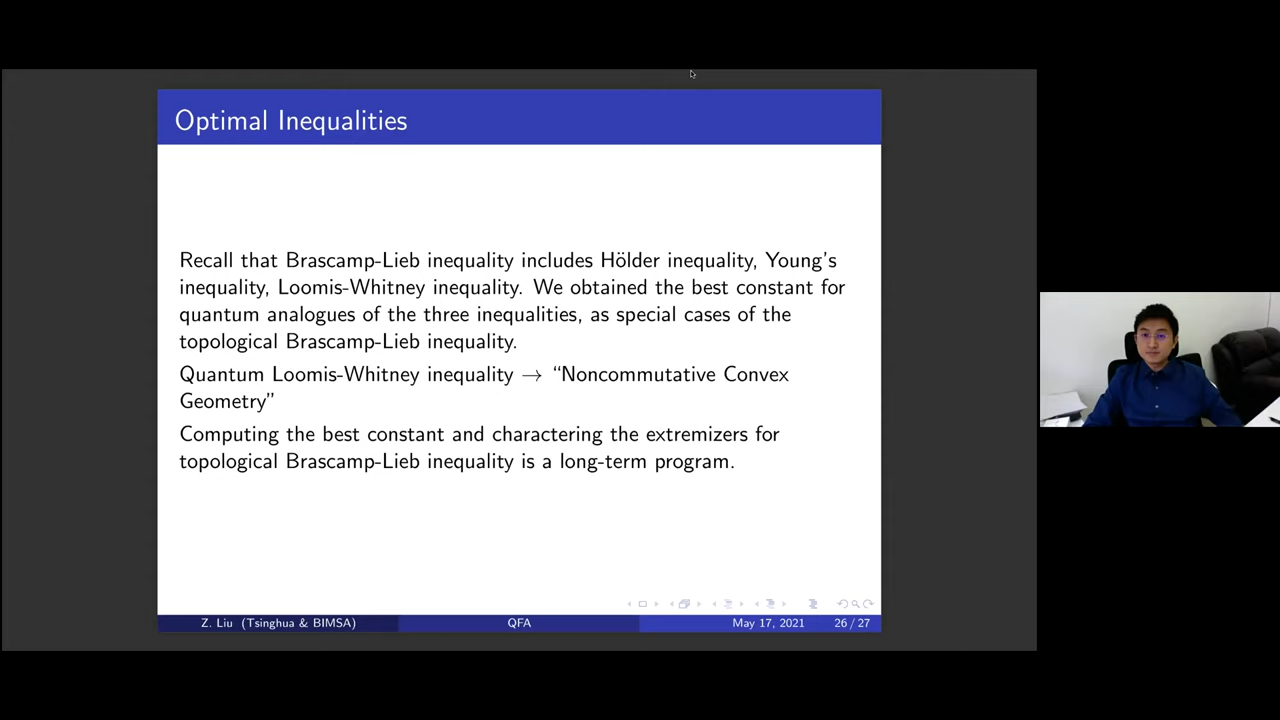 Optimal Inequalities
Recall that Brascamp-Lieb inequality includes Hölder inequality, Young's
inequality, Loomis-Whitney inequality. We obtained the best constant for
quantum analogues of the three inequalities, as special cases of the
topological Brascamp-Lieb inequality.
Quantum Loomis-Whitney inequality → “Noncommutative Convex
Geometry”
Computing the best constant and charactering the extremizers for
topological Brascamp-Lieb inequality is a long-term program.
Z. Liu (Tsinghua & BIMSA) QFA May 17, 2021 26 / 27